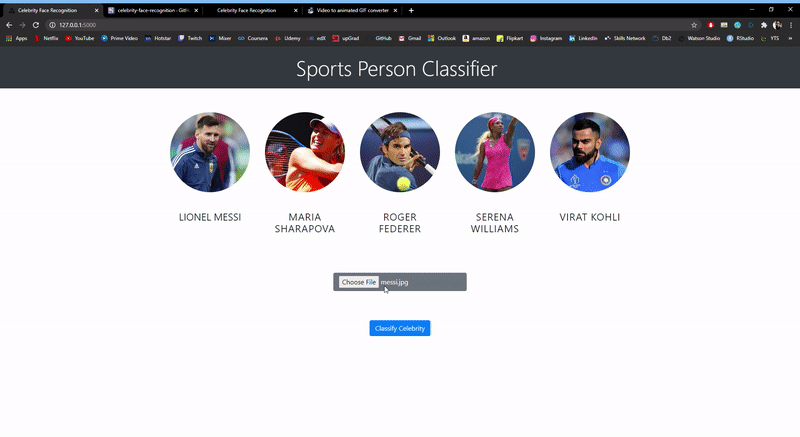 Celebrity Face Recognition
celebrity-face-recognition - GitH
Celebrity Face Recognition
Video to animated GIF converter
127.0.0.1:5000
Apps
Netflix
YouTube
Prime Video
Hotstar
Twitch
Mixer
Coursera
Udemy
edX
upGrad
GitHub
Gmail
Outlook
amazon
Flipkart
Instagram
LinkedIn
Skills Network
Db2
Watson Studio
RStudio
YTS
»
Sports Person Classifier
LIONEL MESSI
MARIA
SHARAPOVA
ROGER
FEDERER
SERENA
WILLIAMS
VIRAT KOHLI
Choose File messi.jpg
Classify Celebrity